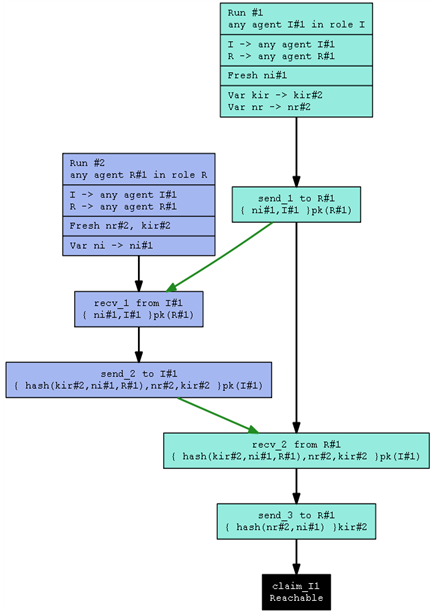 Run #1
any agent I#1 in role I
I -> any agent I#1
R -> any agent R#1
Fresh ni#1
Var kir -> kir#2
Var nr -> nr#2
Run #2
any agent R#1 in role R
I -> any agent I#1
R -> any agent R#1
Fresh nr#2, kir#2
Var ni -> ni#1
send_1 to R#1
{ ni#1,I#1 }pk(R#1)
recv_1 from I#1
{ ni#1,I#1 }pk(R#1)
send_2 to I#1
{ hash(kir#2,ni#1,R#1),nr#2,kir#2 }pk(I#1)
recv_2 from R#1
{ hash(kir#2,ni#1,R#1),nr#2,kir#2 }pk(I#1)
send_3 to R#1
{ hash(nr#2,ni#1) }kir#2
claim_I1
Reachable